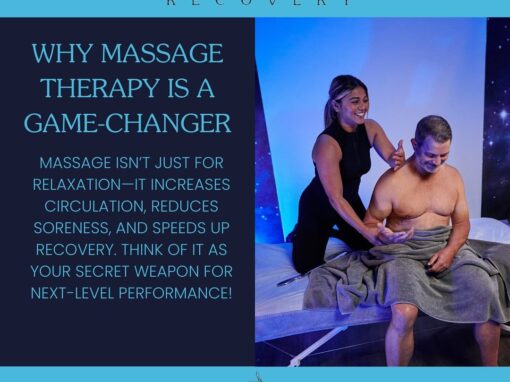 RECOVERY
WHY MASSAGE
THERAPY IS A
GAME-CHANGER
MASSAGE ISN'T JUST FOR
RELAXATION—IT INCREASES
CIRCULATION, REDUCES
SORENESS, AND SPEEDS UP
RECOVERY. THINK OF IT AS
YOUR SECRET WEAPON FOR
NEXT-LEVEL PERFORMANCE!